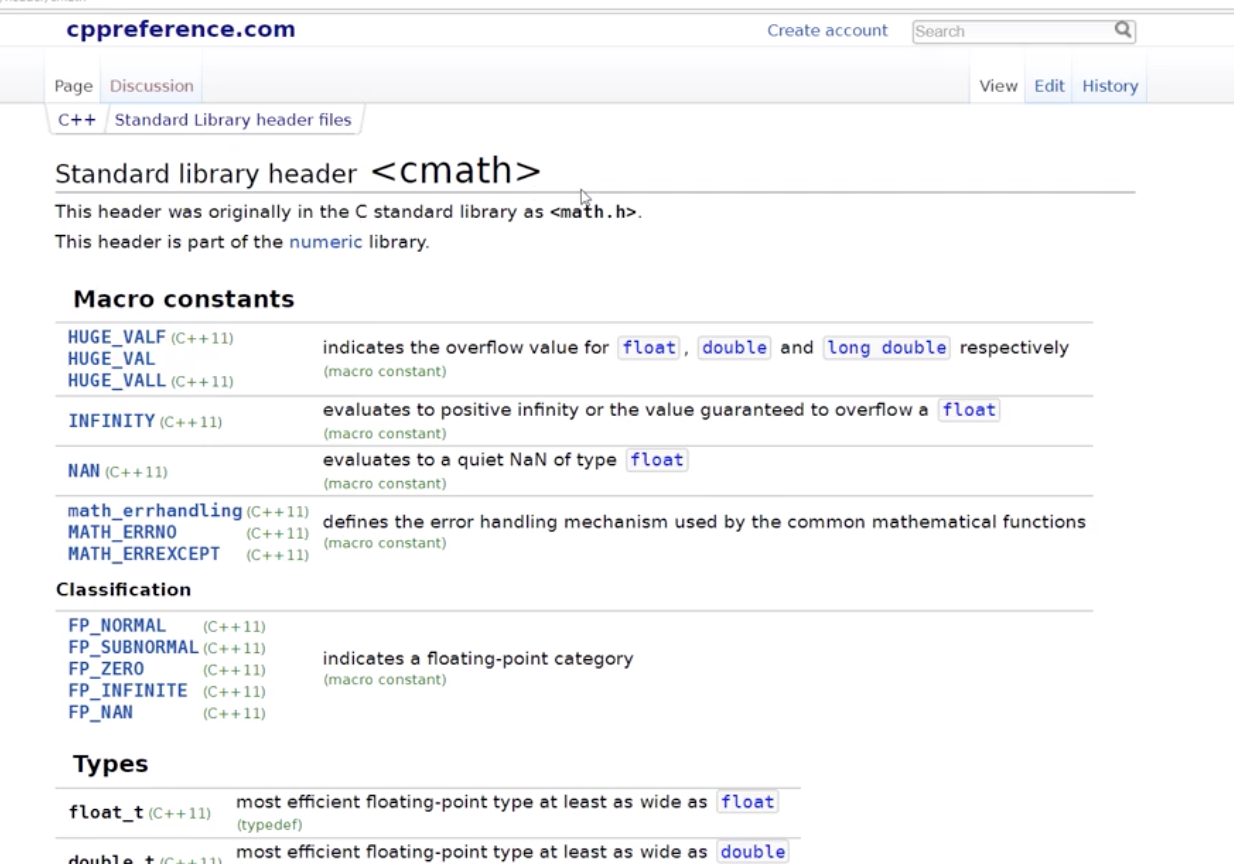 cppreference.com
Create account
Search
Page
Discussion
View
Edit
History
C++
Standard Library header files
Standard library header <cmath>
This header was originally in the C standard library as <math.h>.
This header is part of the numeric library.
Macro constants
HUGE_VALF (C++11)
HUGE_VAL
HUGE_VALL (C++11)
indicates the overflow value for float, double and long double respectively
(macro constant)
INFINITY (C++11)
evaluates to positive infinity or the value guaranteed to overflow a float
(macro constant)
NAN (C++11)
evaluates to a quiet NaN of type float
(macro constant)
math_errhandling (C++11)
MATH_ERRNO (C++11)
MATH_ERREXCEPT (C++11)
defines the error handling mechanism used by the common mathematical functions
(macro constant)
Classification
FP_NORMAL (C++11)
FP_SUBNORMAL (C++11)
FP_ZERO (C++11)
FP_INFINITE (C++11)
FP_NAN (C++11)
indicates a floating-point category
(macro constant)
Types
float_t (C++11)
most efficient floating-point type at least as wide as float
(typedef)
double_t (C++11)
most efficient floating-point type at least as wide as double